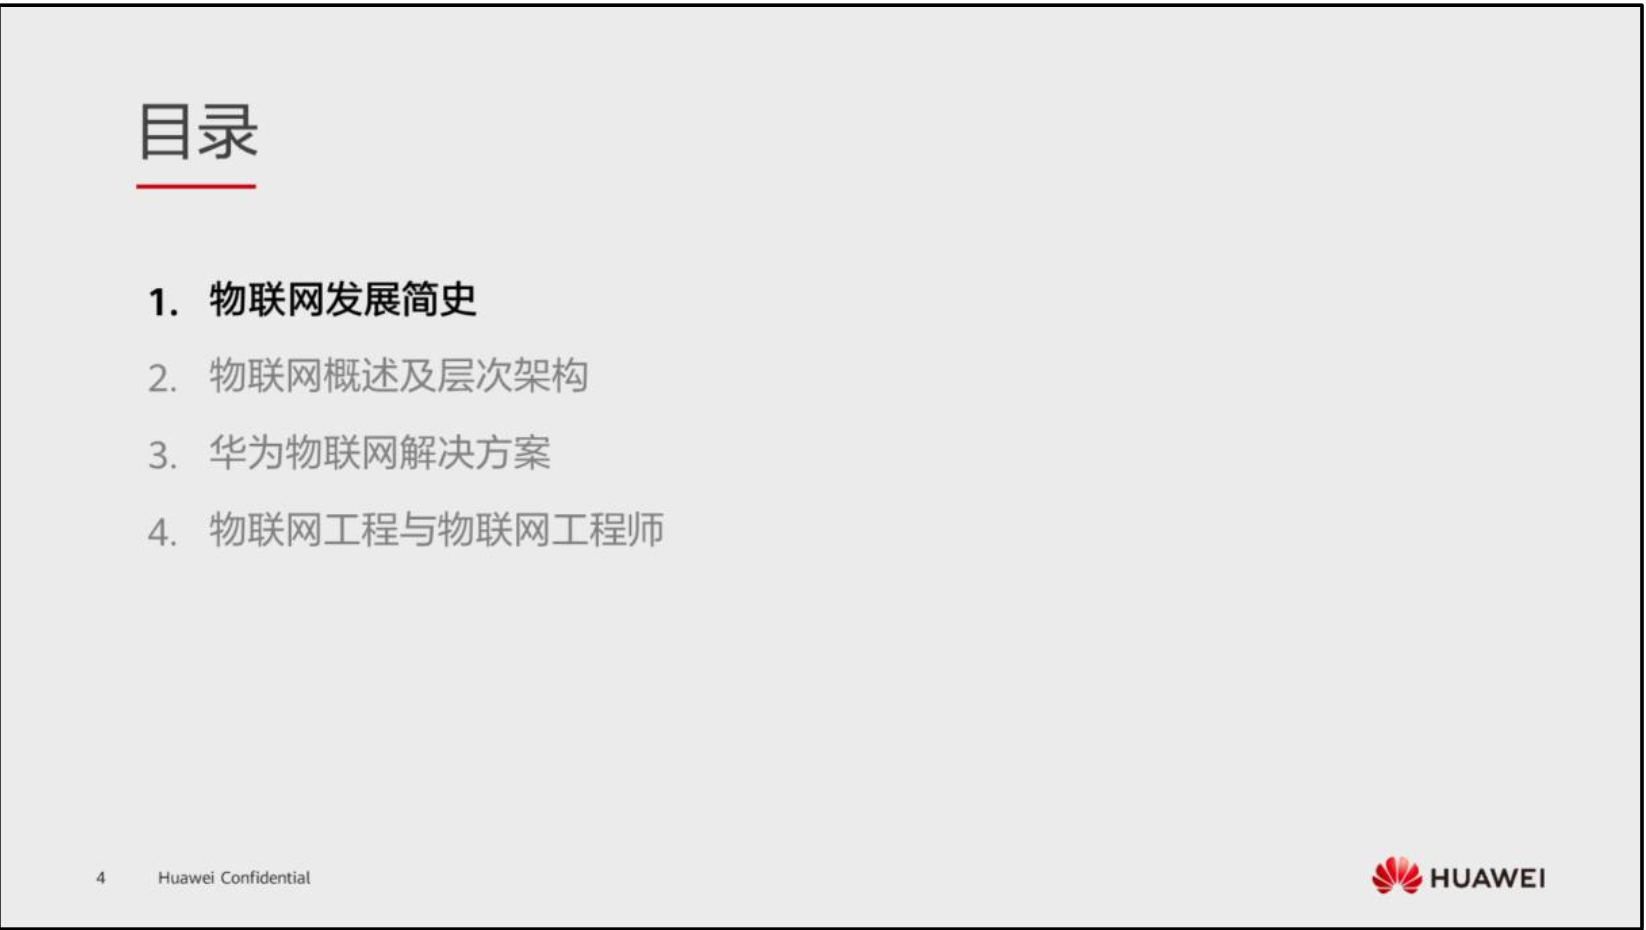 目录
1. 物联网发展简史
2. 物联网概述及层次架构
3. 华为物联网解决方案
4. 物联网工程与物联网工程师
4 Huawei Confidential
HUAWEI